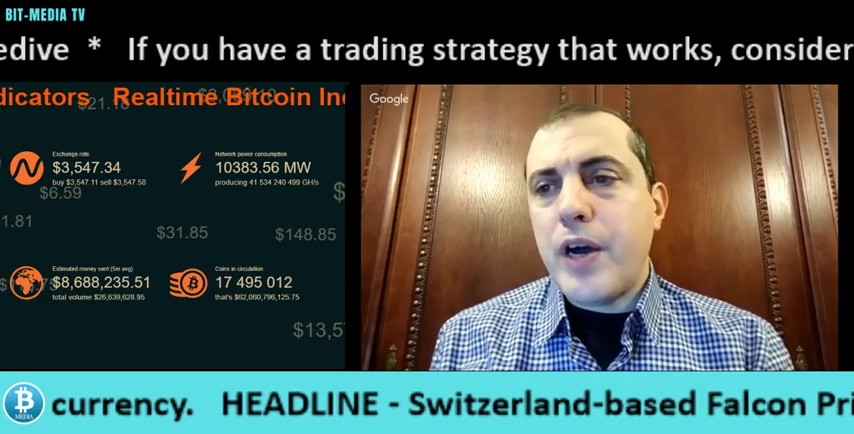 BIT-MEDIA TV
edive * If you have a trading strategy that works, consider
dicators Realtime Bitcoin In
$21.1
Google
Exchange rate
$3,547.34
buy $3,547.11 sell $3,547.58
Network power consumption
10383.56 MW
producing 41 534 240 499 GH/s
$6.59
$
1.81
$31.85
$148.85
Estimated money sent (5m avg)
$8,688,235.51
total volume $26,639,628.95
Coins in circulation
17 495 012
that's $62,060,796,125.75
$13,5
B
MEDIA
currency. HEADLINE - Switzerland-based Falcon Pri